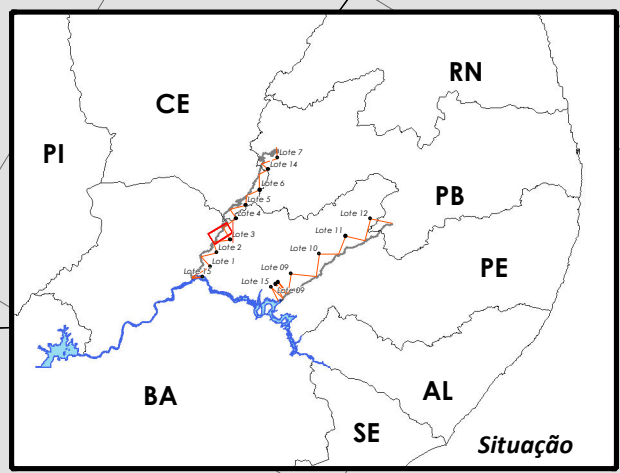 RN
CE
PI
Lote 7
Lote 14
Lote 6
PB
Lote 5
Lote 4
Lote 12
Lote 11
Lote 3
Lote 2
Lote 10
PE
Lote 1
Lote 15
Lote 09
Lote 15
Lote 09
BA
AL
SE
Situação